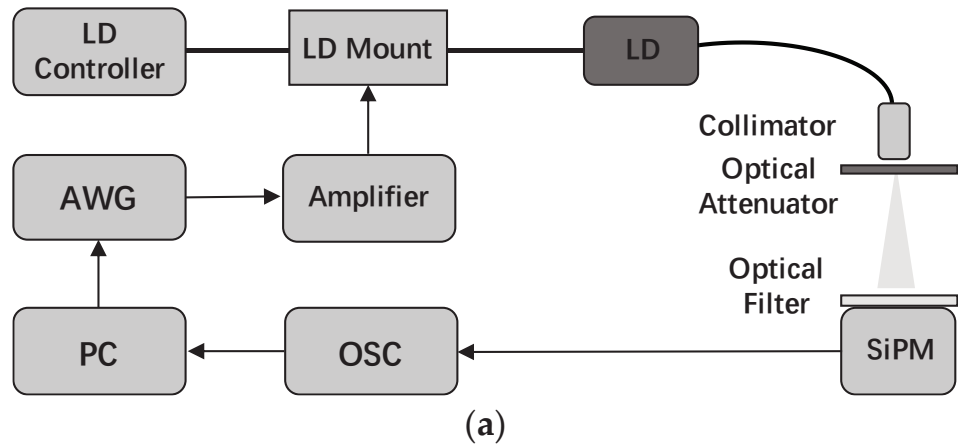 LD
Controller
LD Mount
LD
Collimator
Optical
Attenuator
AWG
Amplifier
Optical
Filter
PC
OSC
SiPM
(a)